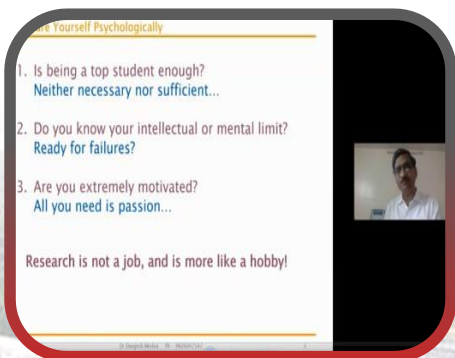 re Yourself Psychologically
1. Is being a top student enough?
Neither necessary nor sufficient...
2. Do you know your intellectual or mental limit?
Ready for failures?
3. Are you extremely motivated?
All you need is passion...
Research is not a job, and is more like a hobby!